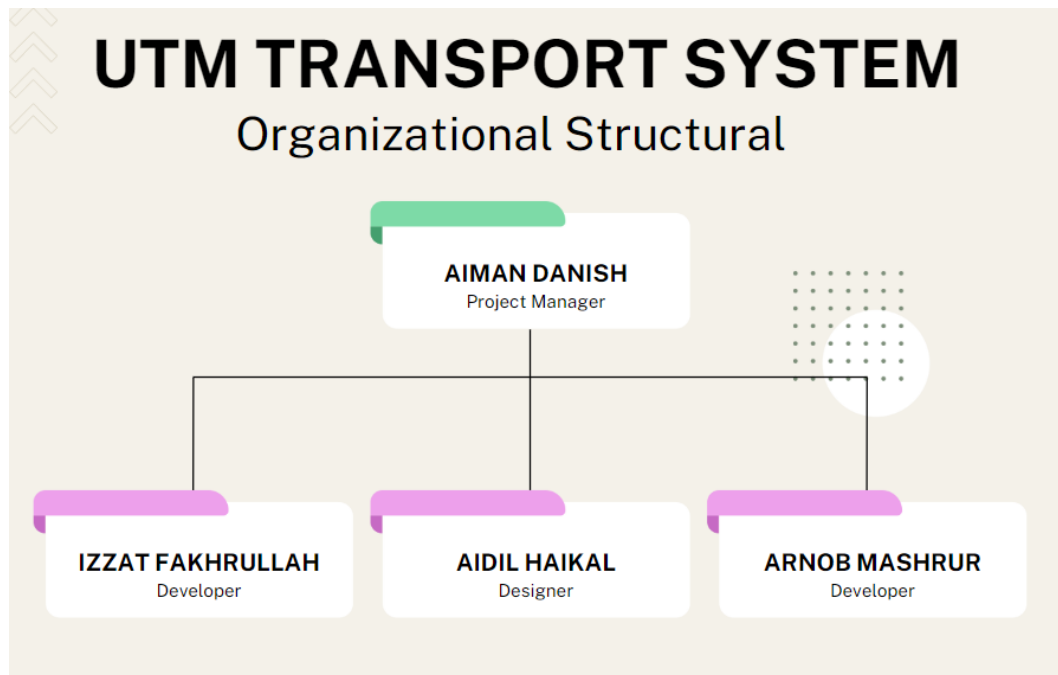 UTM TRANSPORT SYSTEM
Organizational Structural
AIMAN DANISH
Project Manager
IZZAT FAKHRULLAH
Developer
AIDIL HAIKAL
Designer
ARNOB MASHRUR
Developer